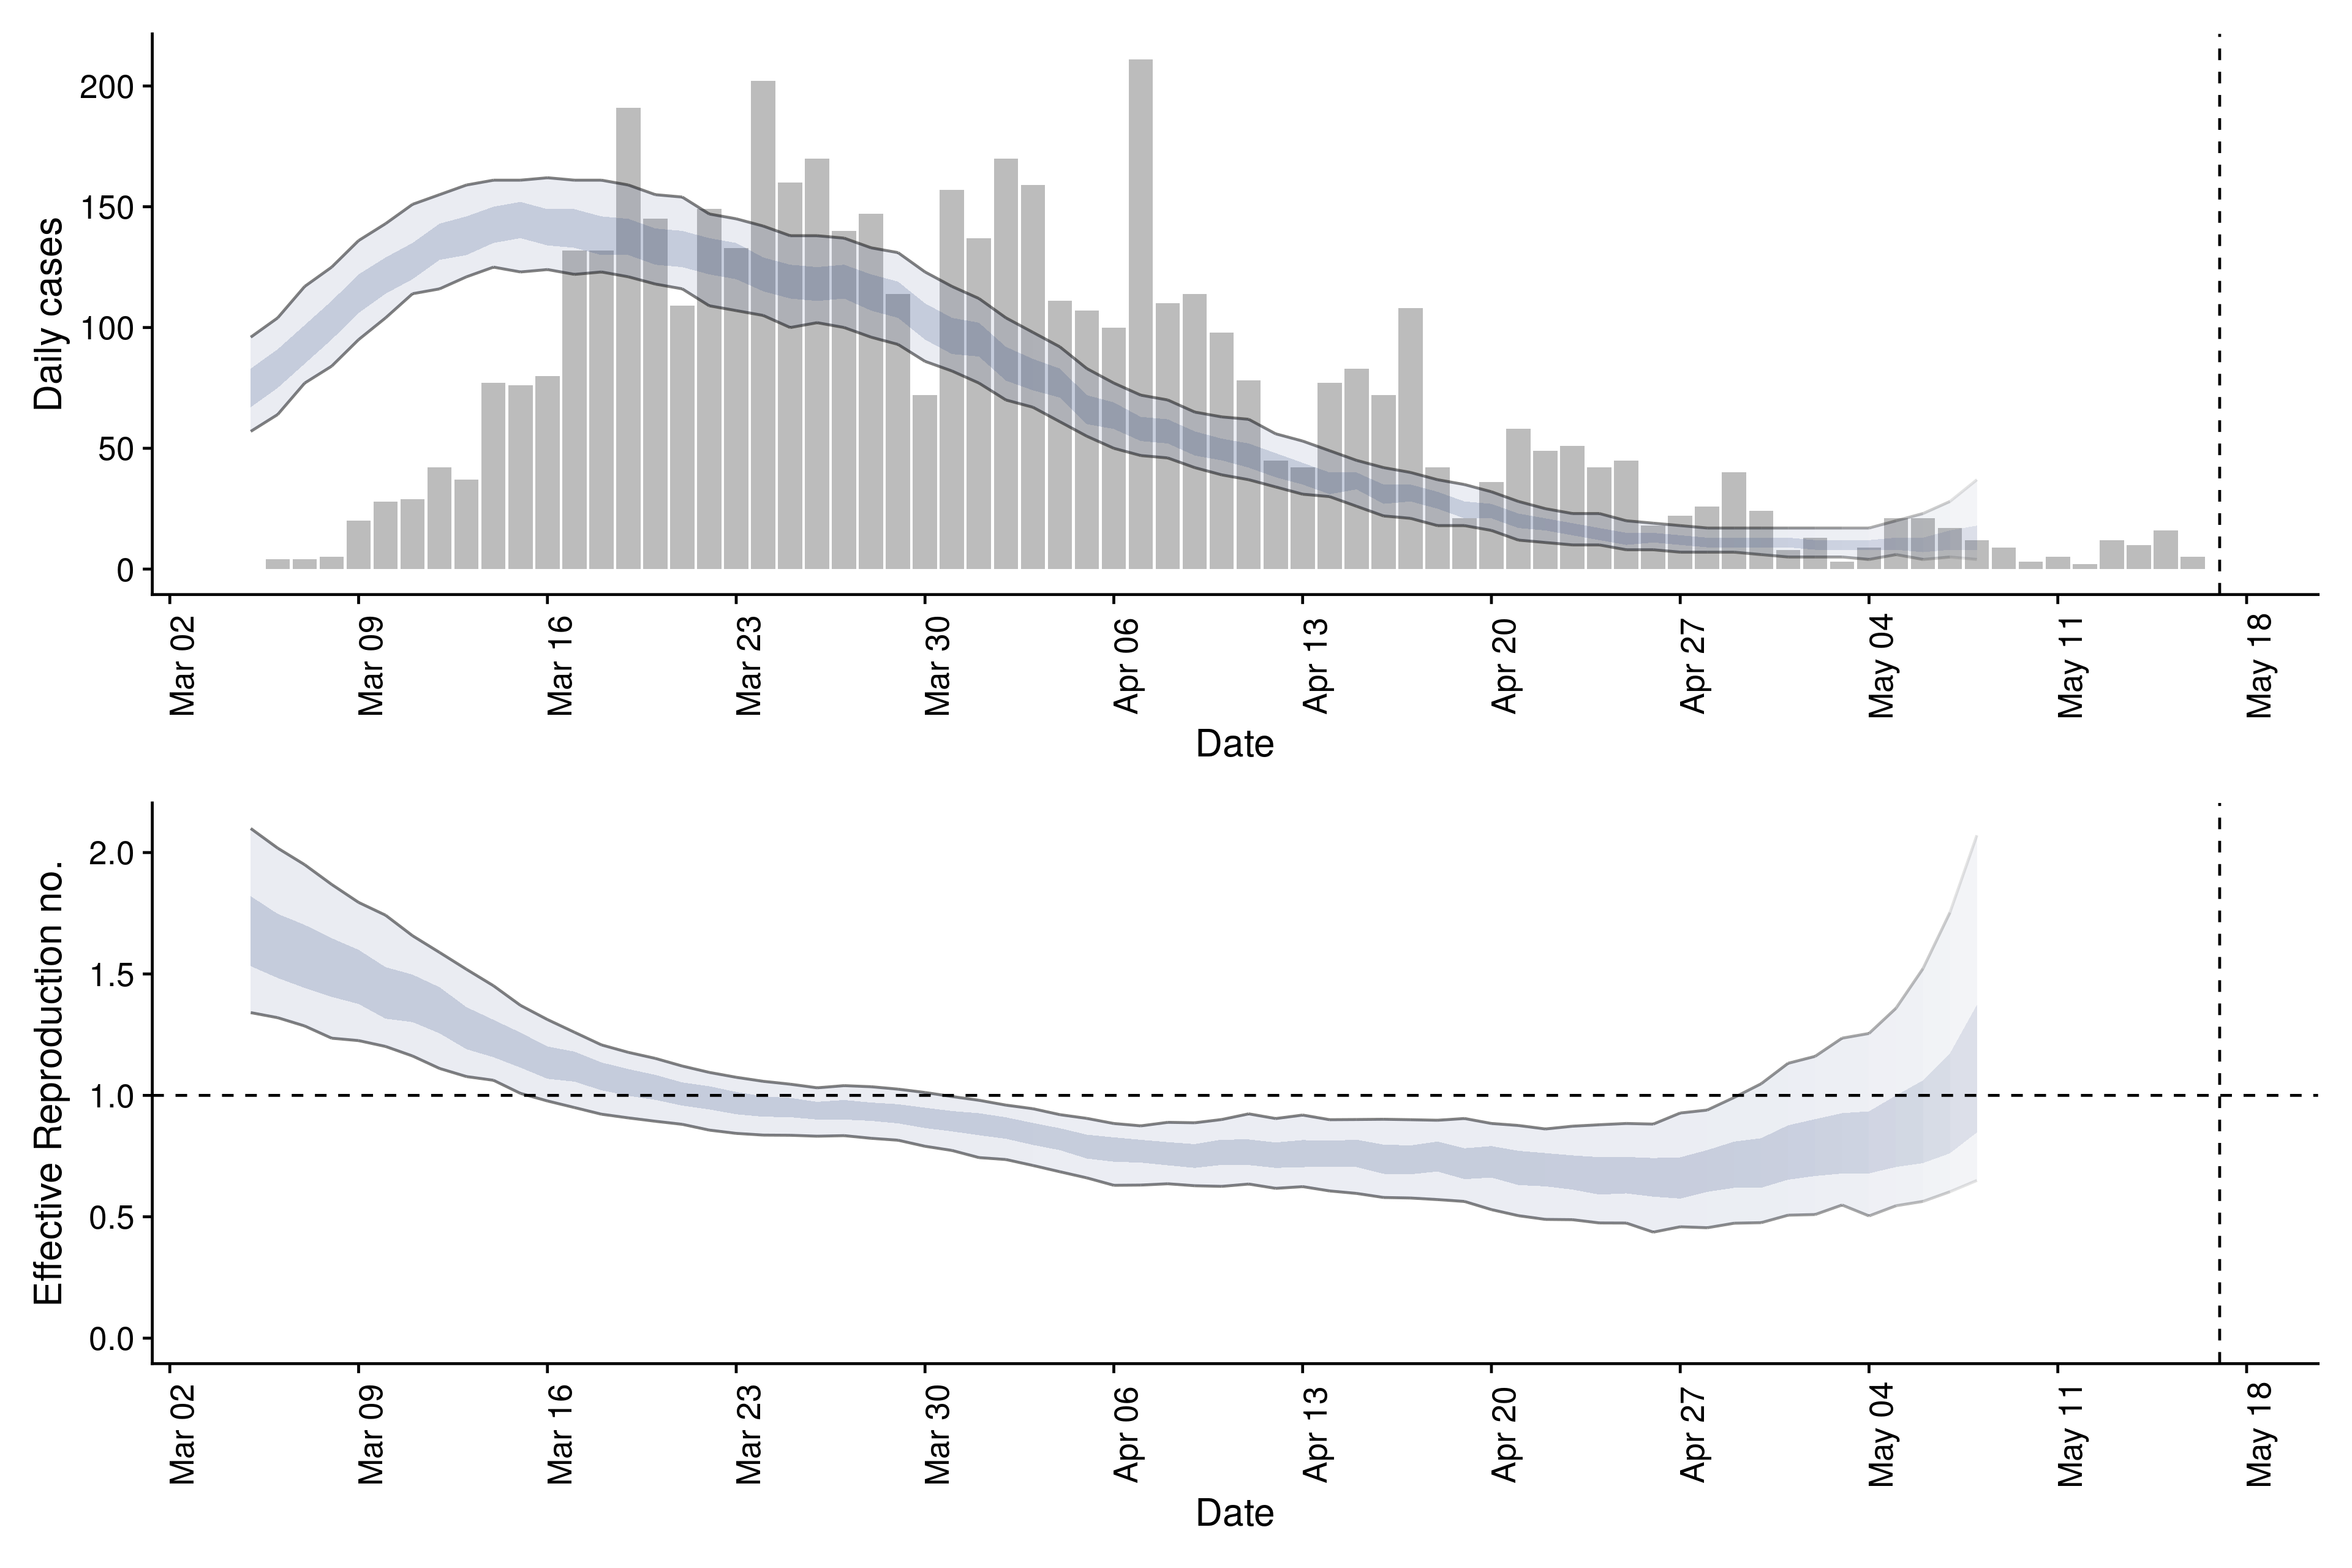 Daily cases
200
150
100
50
0
Mar 02
Mar 09
Mar 16
Mar 23
Mar 30
Apr 06
Apr 13
Apr 20
Apr 27
May 04
May 11
May 18
Date
Effective Reproduction no.
2.0
1.5
1.0
0.5
0.0
Mar 02
Mar 09
Mar 16
Mar 23
Mar 30
Apr 06
Apr 13
Apr 20
Apr 27
May 04
May 11
May 18
Date